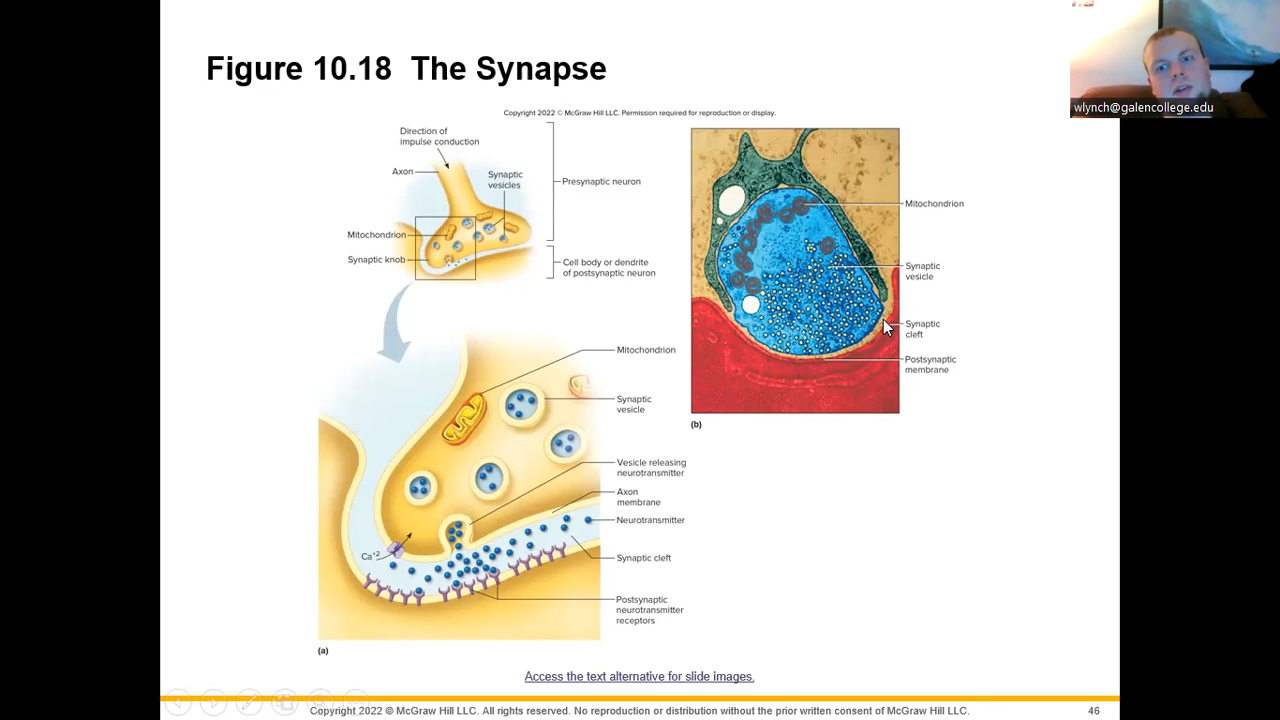 Figure 10.18 The Synapse
wlynch@galencollege.edu
Copyright 2022 © McGraw Hill LLC. Permission required for reproduction or display.
Direction of
impulse conduction
Axon
Synaptic
vesicles
Presynaptic neuron
Mitochondrion
Synaptic knob
Cell body or dendrite
of postsynaptic neuron
Mitochondrion
Synaptic
vesicle
Vesicle releasing
neurotransmitter
Axon
membrane
Neurotransmitter
Ca+2
Synaptic cleft
Postsynaptic
neurotransmitter
receptors
(a)
Mitochondrion
Synaptic
vesicle
Synaptic
cleft
Postsynaptic
membrane
(b)
Access the text alternative for slide images.
Copyright 2022 © McGraw Hill LLC. All rights reserved. No reproduction or distribution without the prior written consent of McGraw Hill LLC.
46